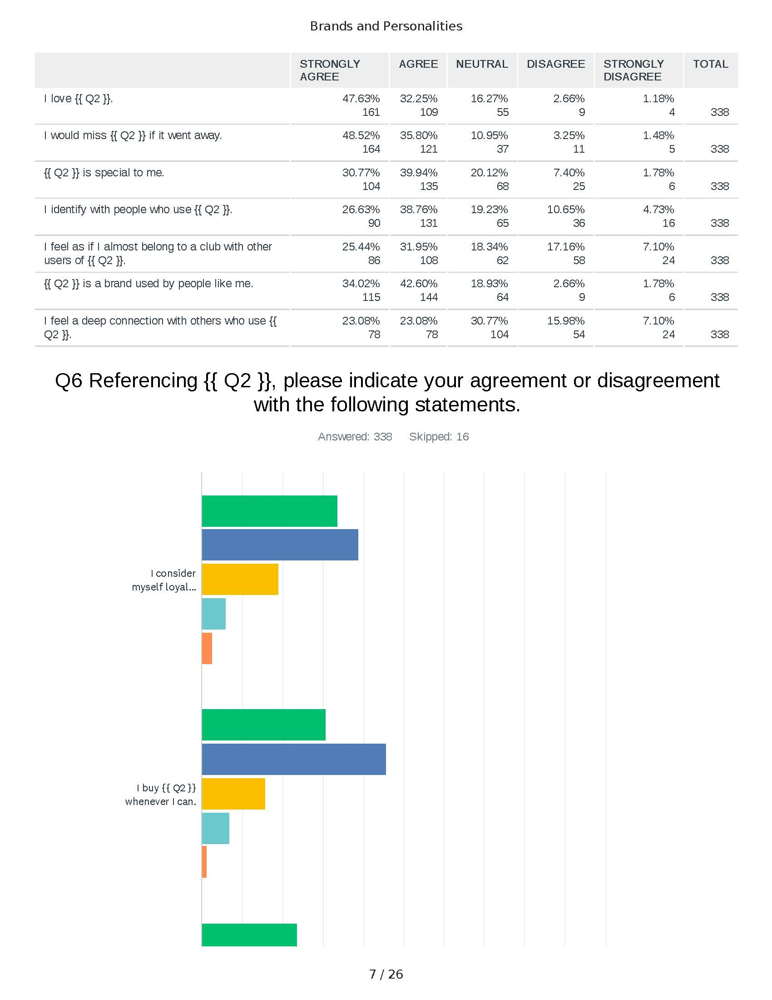 Brands and Personalities
STRONGLY AGREE AGREE NEUTRAL DISAGREE STRONGLY DISAGREE TOTAL
I love {{ Q2 }}. 47.63% 32.25% 16.27% 2.66% 1.18%
161 109 55 9 4 338
I would miss {{ Q2 }} if it went away. 48.52% 35.80% 10.95% 3.25% 1.48%
164 121 37 11 5 338
{{ Q2 }} is special to me. 30.77% 39.94% 20.12% 7.40% 1.78%
104 135 68 25 6 338
I identify with people who use {{ Q2 }}. 26.63% 38.76% 19.23% 10.65% 4.73%
90 131 65 36 16 338
I feel as if I almost belong to a club with other 25.44% 31.95% 18.34% 17.16% 7.10%
users of {{ Q2 }}. 86 108 62 58 24 338
{{ Q2 }} is a brand used by people like me. 34.02% 42.60% 18.93% 2.66% 1.78%
115 144 64 9 6 338
I feel a deep connection with others who use {{ 23.08% 23.08% 30.77% 15.98% 7.10%
Q2 }}. 78 78 104 54 24 338
Q6 Referencing {{ Q2 }}, please indicate your agreement or disagreement
with the following statements.
Answered: 338 Skipped: 16
I consider
myself loyal...
I buy {{ Q2 }}
whenever I can.
7 / 26